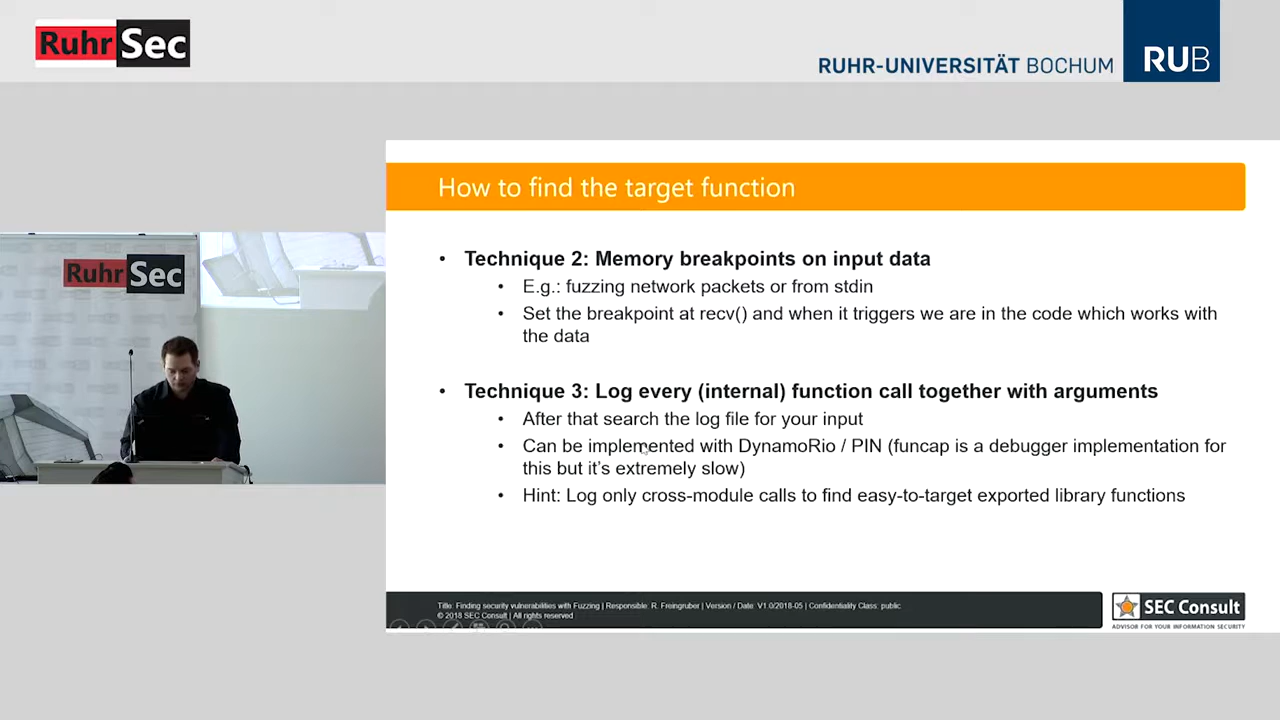 RuhrSec
RUHR-UNIVERSITÄT BOCHUM
RUB
How to find the target function
• Technique 2: Memory breakpoints on input data
• E.g.: fuzzing network packets or from stdin
• Set the breakpoint at recv() and when it triggers we are in the code which works with
the data
• Technique 3: Log every (internal) function call together with arguments
• After that search the log file for your input
• Can be implemented with DynamoRio / PIN (funcap is a debugger implementation for
this but it's extremely slow)
• Hint: Log only cross-module calls to find easy-to-target exported library functions
RuhrSec
Title: Finding security vulnerabilities with Fuzzing | Responsible: R. Freingruber | Version / Date: V1.0/2018-05 | Confidentiality Class: public
© 2018 SEC Consult | All rights reserved
SEC Consult
ADVISOR FOR YOUR INFORMATION SECURITY